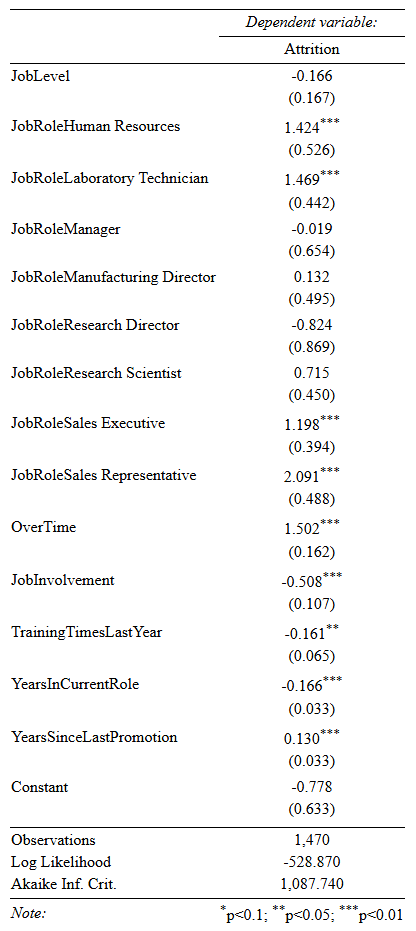 Dependent variable:
Attrition
JobLevel -0.166
(0.167)
JobRoleHuman Resources 1.424***
(0.526)
JobRoleLaboratory Technician 1.469***
(0.442)
JobRoleManager -0.019
(0.654)
JobRoleManufacturing Director 0.132
(0.495)
JobRoleResearch Director -0.824
(0.869)
JobRoleResearch Scientist 0.715
(0.450)
JobRoleSales Executive 1.198***
(0.394)
JobRoleSales Representative 2.091***
(0.488)
OverTime 1.502***
(0.162)
JobInvolvement -0.508***
(0.107)
TrainingTimesLastYear -0.161**
(0.065)
YearsInCurrentRole -0.166***
(0.033)
YearsSinceLastPromotion 0.130***
(0.033)
Constant -0.778
(0.633)
Observations 1,470
Log Likelihood -528.870
Akaike Inf. Crit. 1,087.740
Note: *p<0.1; **p<0.05; ***p<0.01